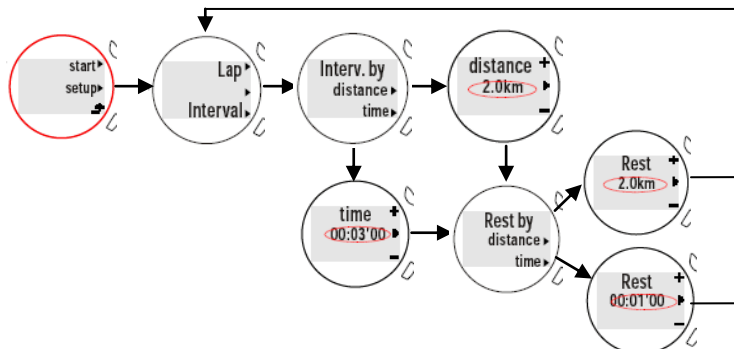 start
setup
Lap
Interval
Interv. by
distance
time
distance
2.0km
time
00:03'00
Rest by
distance
time
Rest
2.0km
Rest
00:01'00